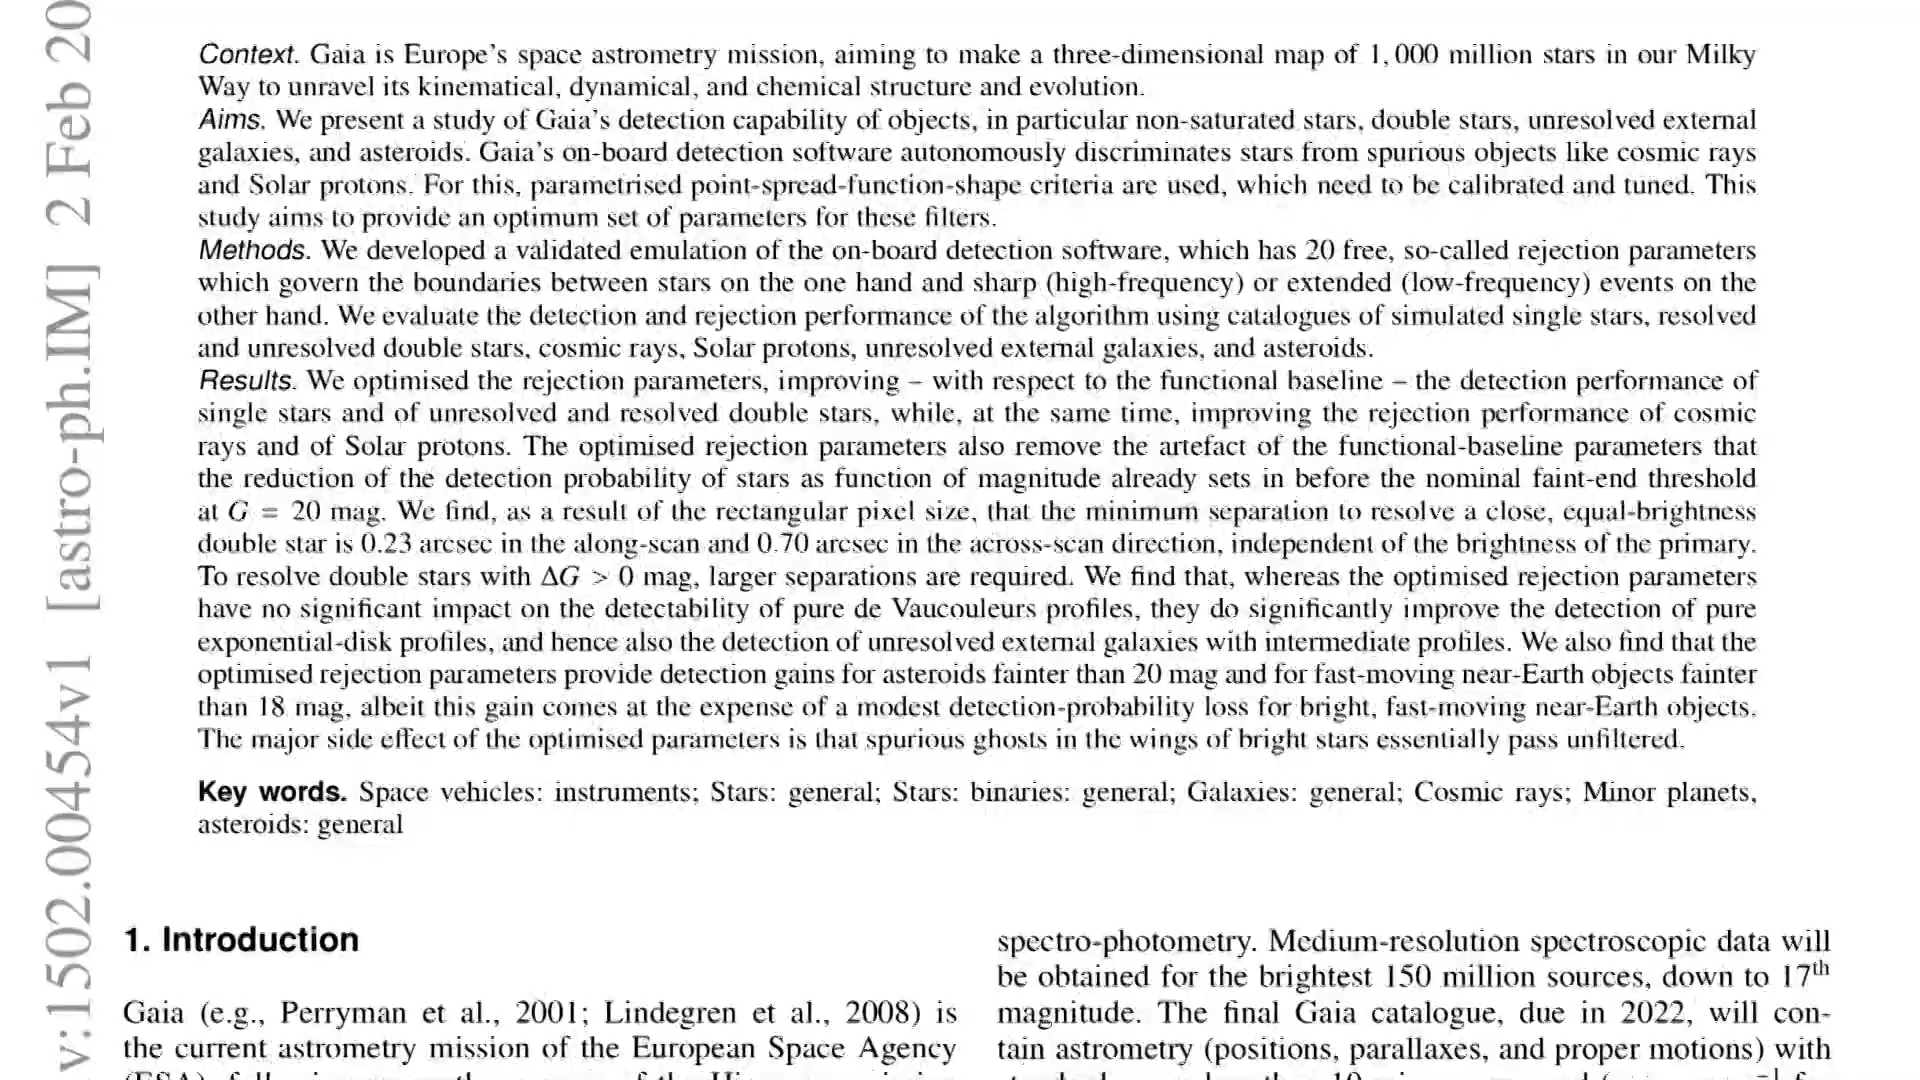 Context. Gaia is Europe's space astrometry mission, aiming to make a three-dimensional map of 1,000 million stars in our Milky
Way to unravel its kinematical, dynamical, and chemical structure and evolution.
Aims. We present a study of Gaia's detection capability of objects, in particular non-saturated stars, double stars, unresolved external
galaxies, and asteroids. Gaia's on-board detection software autonomously discriminates stars from spurious objects like cosmic rays
and Solar protons. For this, parametrised point-spread-function-shape criteria are used, which need to be calibrated and tuned. This
study aims to provide an optimum set of parameters for these filters.
Methods. We developed a validated emulation of the on-board detection software, which has 20 free, so-called rejection parameters
which govern the boundaries between stars on the one hand and sharp (high-frequency) or extended (low-frequency) events on the
other hand. We evaluate the detection and rejection performance of the algorithm using catalogues of simulated single stars, resolved
and unresolved double stars, cosmic rays, Solar protons, unresolved external galaxies, and asteroids.
Results. We optimised the rejection parameters, improving – with respect to the functional baseline – the detection performance of
single stars and of unresolved and resolved double stars, while, at the same time, improving the rejection performance of cosmic
rays and of Solar protons. The optimised rejection parameters also remove the artefact of the functional-baseline parameters that
the reduction of the detection probability of stars as function of magnitude already sets in before the nominal faint-end threshold
at G = 20 mag. We find, as a result of the rectangular pixel size, that the minimum separation to resolve a close, equal-brightness
double star is 0.23 arcsec in the along-scan and 0.70 arcsec in the across-scan direction, independent of the brightness of the primary.
To resolve double stars with ΔG > 0 mag, larger separations are required. We find that, whereas the optimised rejection parameters
have no significant impact on the detectability of pure de Vaucouleurs profiles, they do significantly improve the detection of pure
exponential-disk profiles, and hence also the detection of unresolved external galaxies with intermediate profiles. We also find that the
optimised rejection parameters provide detection gains for asteroids fainter than 20 mag and for fast-moving near-Earth objects fainter
than 18 mag, albeit this gain comes at the expense of a modest detection-probability loss for bright, fast-moving near-Earth objects.
The major side effect of the optimised parameters is that spurious ghosts in the wings of bright stars essentially pass unfiltered.
Key words. Space vehicles: instruments; Stars: general; Stars: binaries: general; Galaxies: general; Cosmic rays; Minor planets,
asteroids: general
v:1502.00454v1 [astro-ph.IM] 2 Feb 20
1. Introduction
Gaia (e.g., Perryman et al., 2001; Lindegren et al., 2008) is
the current astrometry mission of the European Space Agency
spectro-photometry. Medium-resolution spectroscopic data will
be obtained for the brightest 150 million sources, down to 17th
magnitude. The final Gaia catalogue, due in 2022, will con-
tain astrometry (positions, parallaxes, and proper motions) with